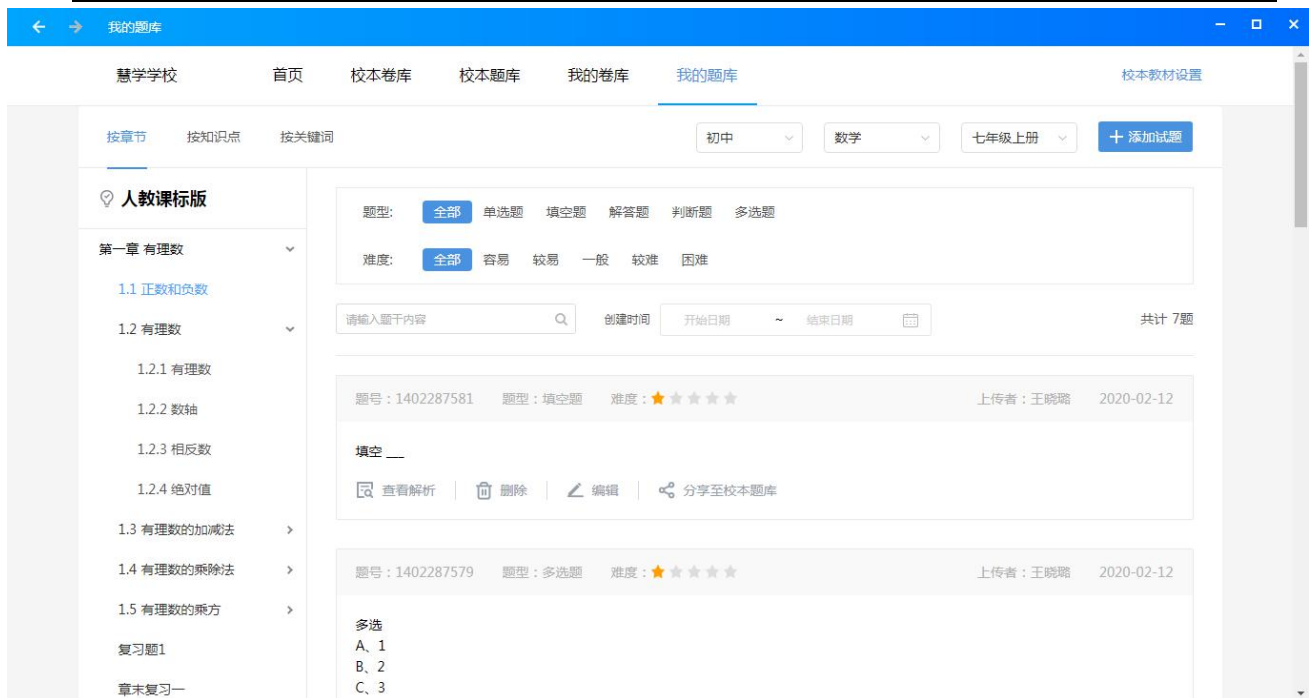 我的题库
慧学学校 首页 校本卷库 校本题库 我的卷库 我的题库 校本教材设置
按章节 按知识点 按关键词 初中 数学 七年级上册 添加试题
人教课标版
第一章 有理数
1.1 正数和负数
1.2 有理数
1.2.1 有理数
1.2.2 数轴
1.2.3 相反数
1.2.4 绝对值
1.3 有理数的加减法
1.4 有理数的乘除法
1.5 有理数的乘方
复习题1
章末复习一
题型: 全部 单选题 填空题 解答题 判断题 多选题
难度: 全部 容易 较易 一般 较难 困难
请输入题干内容 创建时间 开始日期 ~ 结束日期 共计 7题
题号：1402287581 题型：填空题 难度： 上传者：王晓璐 2020-02-12
填空 ___
查看解析 删除 编辑 分享至校本题库
题号：1402287579 题型：多选题 难度： 上传者：王晓璐 2020-02-12
多选
A、1
B、2
C、3